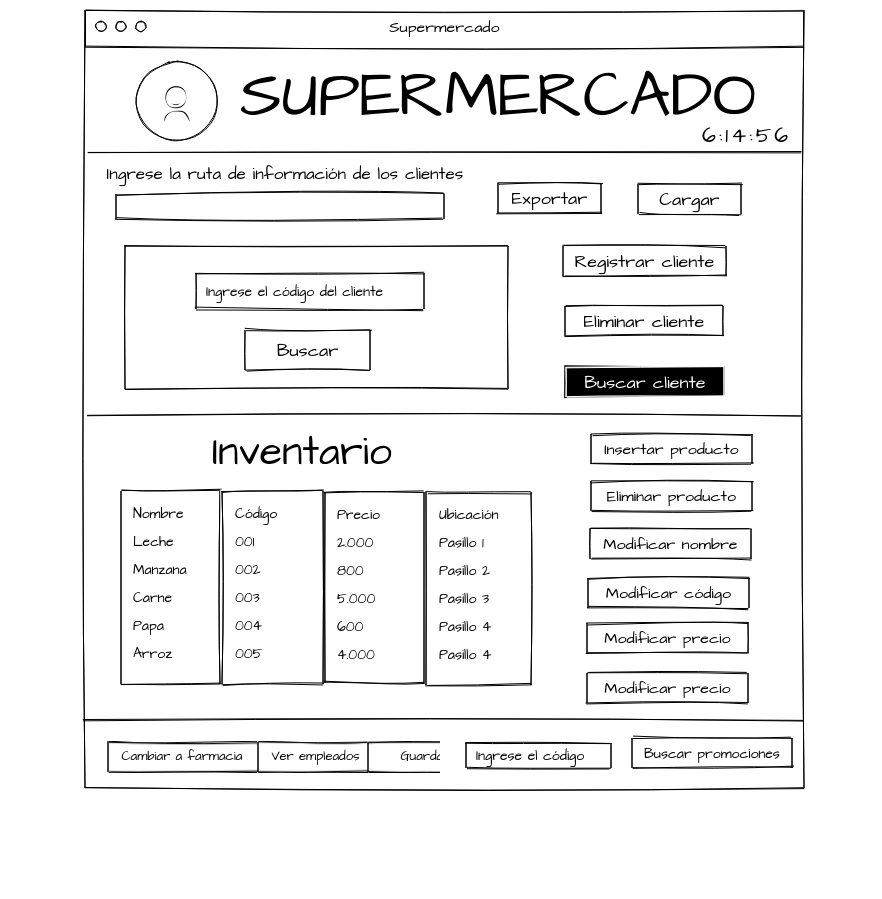 Supermercado
SUPERMERCADO
6:14:56
Ingrese la ruta de información de los clientes
Exportar
Cargar
Registrar cliente
Ingrese el código del cliente
Eliminar cliente
Buscar
Buscar cliente
Inventario
Insertar producto
Eliminar producto
Nombre Código Precio Ubicación
Leche 001 2.000 Pasillo 1
Manzana 002 800 Pasillo 2
Carne 003 5.000 Pasillo 3
Papa 004 600 Pasillo 4
Arroz 005 4.000 Pasillo 4
Modificar nombre
Modificar código
Modificar precio
Modificar precio
Cambiar a farmacia
Ver empleados
Ingrese el código
Buscar promociones